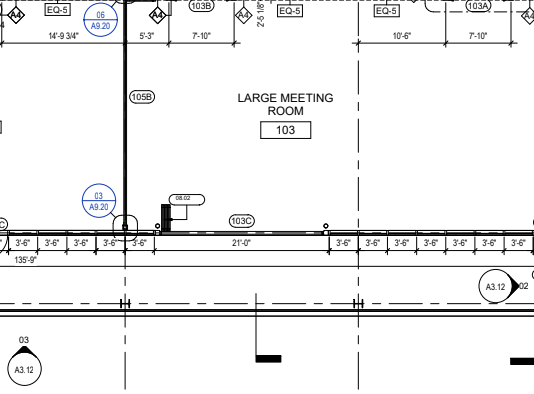 A4
EQ-5
06
A9.20
A4
103B
A4
2'-5 1/8"
EQ-5
EQ-5
103A
A4
14'-9 3/4"
5'-3"
7'-10"
10'-6"
7'-10"
105B
LARGE MEETING
ROOM
103
03
A9.20
08.02
103C
3'-6"
3'-6"
3'-6"
3'-6"
3'-6"
21'-0"
3'-6"
3'-6"
3'-6"
3'-6"
3'-6"
3'-6"
3'-6"
135'-9"
A3.12
02
03
A3.12